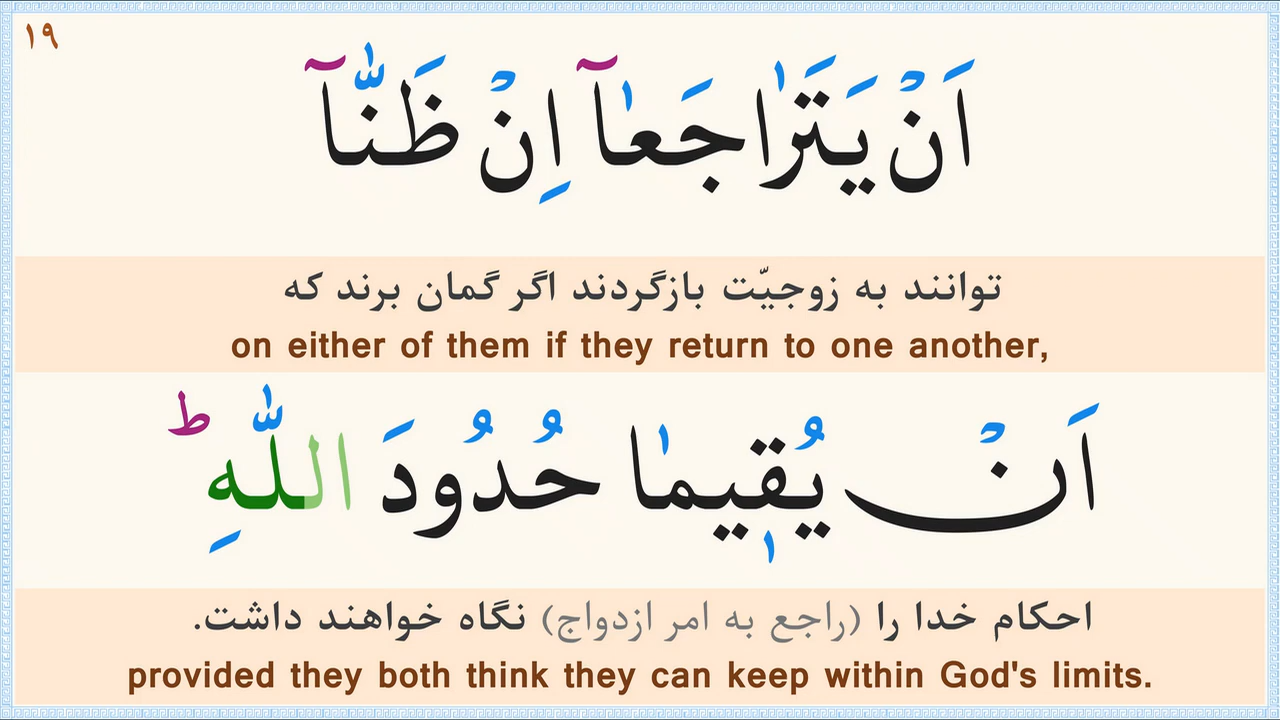 ۱۹
اَنْ یَتَرٰاجَعٰآ اِنْ ظَنّٰآ
توانند به زوجیّت بازگردند اگر گمان برند که
on either of them if they return to one another,
اَنْ یُقیمٰا حُدُودَ اللّٰهِ ط
احکام خدا را (راجع به امر ازدواج) نگاه خواهند داشت.
provided they both think they can keep within God's limits.